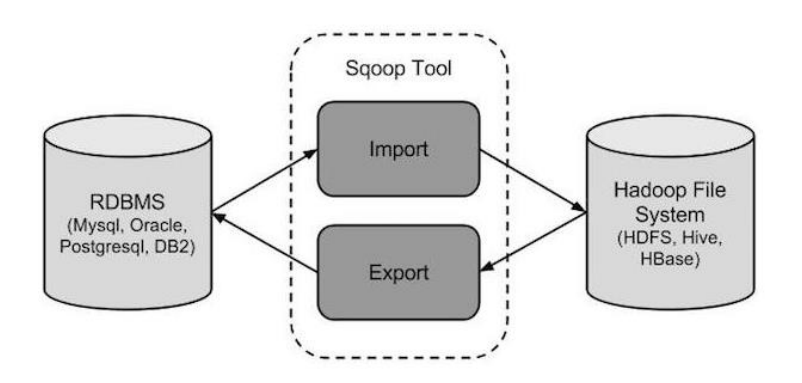 Sqoop Tool
Import
RDBMS
(Mysql, Oracle,
Postgresql, DB2)
Hadoop File
System
(HDFS, Hive,
HBase)
Export